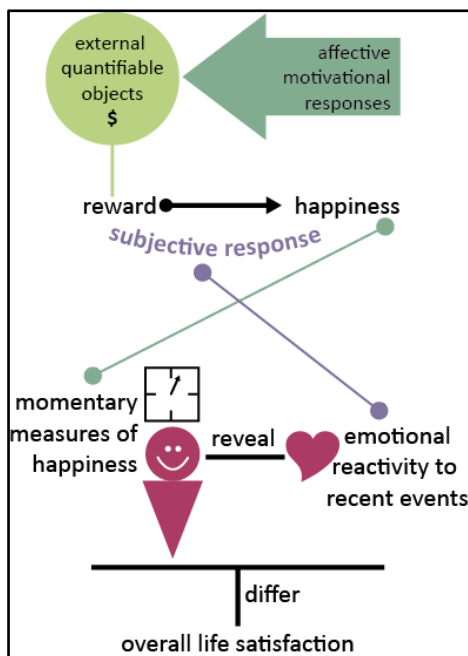 external
quantifiable
objects
$
affective
motivational
responses
reward
happiness
subjective response
momentary
measures of
happiness
reveal
emotional
reactivity to
recent events
differ
overall life satisfaction